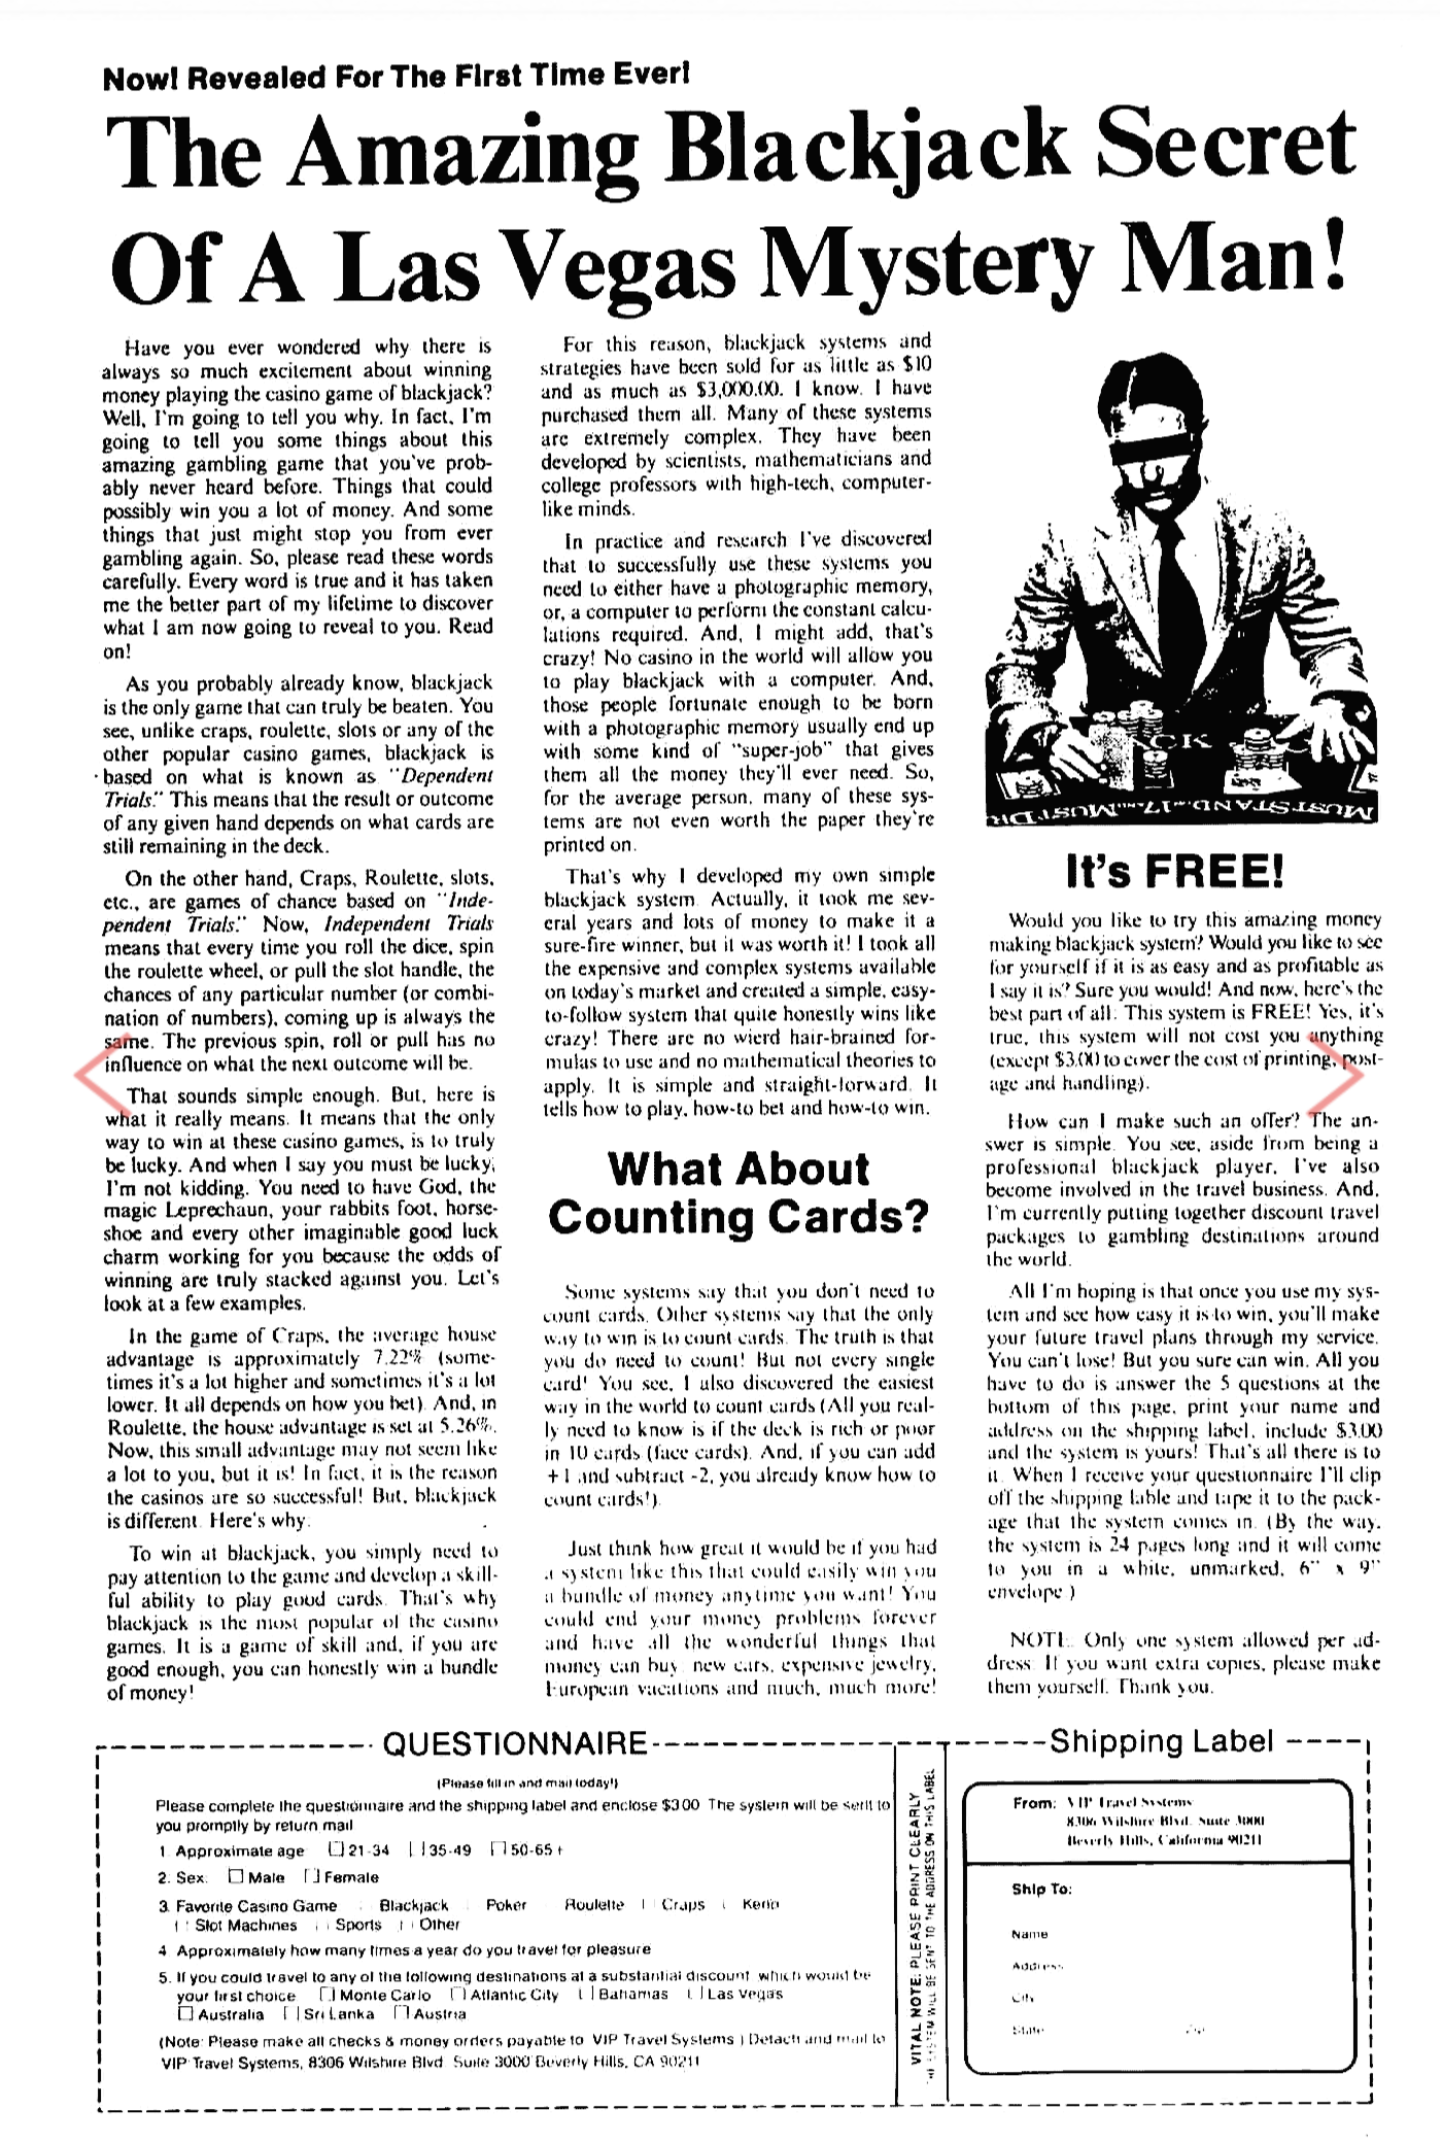 Now! Revealed For The First Time Ever!
The Amazing Blackjack Secret
Of A Las Vegas Mystery Man!
Have you ever wondered why there is
always so much excitement about winning
money playing the casino game of blackjack?
Well, I'm going to tell you why. In fact, I'm
going to tell you some things about this
amazing gambling game that you've prob-
ably never heard before. Things that could
possibly win you a lot of money. And some
things that just might stop you from ever
gambling again. So, please read these words
carefully. Every word is true and it has taken
me the better part of my lifetime to discover
what I am now going to reveal to you. Read
on!
As you probably already know, blackjack
is the only game that can truly be beaten. You
see, unlike craps, roulette, slots or any of the
other popular casino games, blackjack is
based on what is known as "Dependent
Trials." This means that the result or outcome
of any given hand depends on what cards are
still remaining in the deck.
On the other hand, Craps, Roulette, slots,
etc., are games of chance based on "Inde-
pendent Trials." Now, Independent Trials
means that every time you roll the dice, spin
the roulette wheel, or pull the slot handle, the
chances of any particular number (or combi-
nation of numbers), coming up is always the
same. The previous spin, roll or pull has no
influence on what the next outcome will be.
That sounds simple enough. But, here is
what it really means. It means that the only
way to win at these casino games, is to truly
be lucky. And when I say you must be lucky,
I'm not kidding. You need to have God, the
magic Leprechaun, your rabbits foot, horse-
shoe and every other imaginable good luck
charm working for you because the odds of
winning are truly stacked against you. Let's
look at a few examples.
In the game of Craps, the average house
advantage is approximately 7.22% (some-
times it's a lot higher and sometimes it's a lot
lower. It all depends on how you bet). And, in
Roulette, the house advantage is set at 5.26%.
Now, this small advantage may not seem like
a lot to you, but it is! In fact, it is the reason
the casinos are so successful! But, blackjack
is different. Here's why.
To win at blackjack, you simply need to
pay attention to the game and develop a skill-
ful ability to play good cards. That's why
blackjack is the most popular of the casino
games. It is a game of skill and, if you are
good enough, you can honestly win a bundle
of money!
For this reason, blackjack systems and
strategies have been sold for as little as $10
and as much as $3,000.00. I know. I have
purchased them all. Many of these systems
are extremely complex. They have been
developed by scientists, mathematicians and
college professors with high-tech, computer-
like minds.
In practice and research I've discovered
that to successfully use these systems you
need to either have a photographic memory,
or, a computer to perform the constant calcu-
lations required. And, I might add, that's
crazy! No casino in the world will allow you
to play blackjack with a computer. And,
those people fortunate enough to be born
with a photographic memory usually end up
with some kind of "super-job" that gives
them all the money they'll ever need. So,
for the average person, many of these sys-
tems are not even worth the paper they're
printed on.
That's why I developed my own simple
blackjack system. Actually, it took me sev-
eral years and lots of money to make it a
sure-fire winner, but it was worth it! I took all
the expensive and complex systems available
on today's market and created a simple, easy-
to-follow system that quite honestly wins like
crazy! There are no wierd hair-brained for-
mulas to use and no mathematical theories to
apply. It is simple and straight-forward. It
tells how to play, how-to bet and how-to win.
What About
Counting Cards?
Some systems say that you don't need to
count cards. Other systems say that the only
way to win is to count cards. The truth is that
you do need to count! But not every single
card! You see, I also discovered the easiest
way in the world to count cards (All you real-
ly need to know is if the deck is rich or poor
in 10 cards (face cards). And, if you can add
+1 and subtract -2, you already know how to
count cards!).
Just think how great it would be if you had
a system like this that could easily win you
a bundle of money anytime you want! You
could end your money problems forever
and have all the wonderful things that
money can buy: new cars, expensive jewelry,
European vacations and much, much more!
MUST STAND 17 MUST DR
It's FREE!
Would you like to try this amazing money
making blackjack system? Would you like to see
for yourself if it is as easy and as profitable as
I say it is? Sure you would! And now, here's the
best part of all. This system is FREE! Yes, it's
true, this system will not cost you anything
(except $3.00 to cover the cost of printing, post-
age and handling).
How can I make such an offer? The an-
swer is simple. You see, aside from being a
professional blackjack player, I've also
become involved in the travel business. And,
I'm currently putting together discount travel
packages to gambling destinations around
the world.
All I'm hoping is that once you use my sys-
tem and see how easy it is to win, you'll make
your future travel plans through my service.
You can't lose! But you sure can win. All you
have to do is answer the 5 questions at the
bottom of this page, print your name and
address on the shipping label, include $3.00
and the system is yours! That's all there is to
it. When I receive your questionnaire I'll clip
off the shipping lable and tape it to the pack-
age that the system comes in. (By the way,
the system is 24 pages long and it will come
to you in a white, unmarked, 6" x 9"
envelope.)
NOTE: Only one system allowed per ad-
dress. If you want extra copies, please make
them yourself. Thank you.
QUESTIONNAIRE
(Please fill in and mail today!)
Please complete the questionnaire and the shipping label and enclose $3.00 The system will be sent to
you promptly by return mail
1. Approximate age 21-34 35-49 50-65+
2. Sex: Male Female
3. Favorite Casino Game Blackjack Poker Roulette Craps Keno
Slot Machines Sports Other
4. Approximately how many times a year do you travel for pleasure
5. If you could travel to any of the following destinations at a substantial discount which would be
your first choice Monte Carlo Atlantic City Bahamas Las Vegas
Australia Sri Lanka Austria
(Note: Please make all checks & money orders payable to VIP Travel Systems ) Detach and mail to
VIP Travel Systems, 8306 Wilshire Blvd. Suite 3000 Beverly Hills, CA 90211
VITAL NOTE: PLEASE PRINT CLEARLY
THE SYSTEM WILL BE SENT TO THE ADDRESS ON THIS LABEL
Shipping Label
From: VIP Travel Systems
8306 Wilshire Blvd. Suite 3000
Beverly Hills, California 90211
Ship To:
Name
Address
City
State Zip